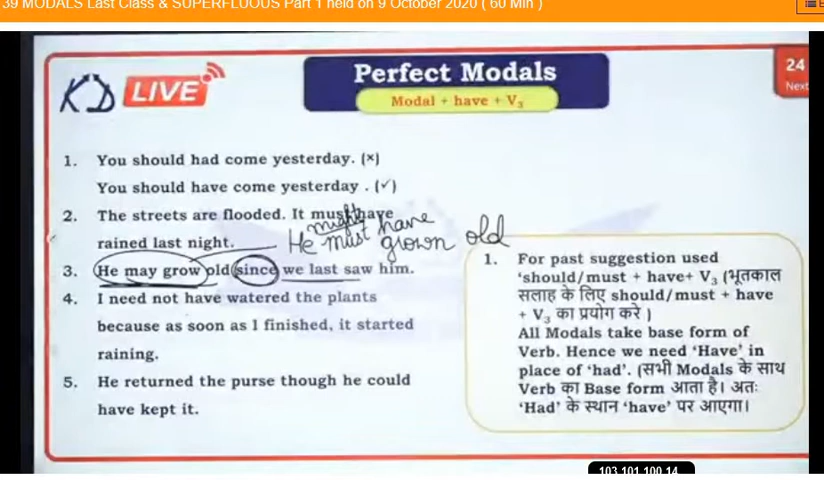 39 MODALS Last Class & SUPERFLUOUS Part 1 held on 9 October 2020 ( 60 Min )
KD LIVE
Perfect Modals
Modal + have + V₃
24
Next
1. You should had come yesterday. (×)
You should have come yesterday . (✓)
2. The streets are flooded. It must have
might have
rained last night.
He must grown old
3. He may grow old since we last saw him.
4. I need not have watered the plants
because as soon as I finished, it started
raining.
5. He returned the purse though he could
have kept it.
1. For past suggestion used
'should/must + have+ V₃ (भूतकाल
सलाह के लिए should/must + have
+ V₃ का प्रयोग करे )
All Modals take base form of
Verb. Hence we need 'Have' in
place of 'had'. (सभी Modals के साथ
Verb का Base form आता है। अतः
'Had' के स्थान 'have' पर आएगा।
103.101.100.14